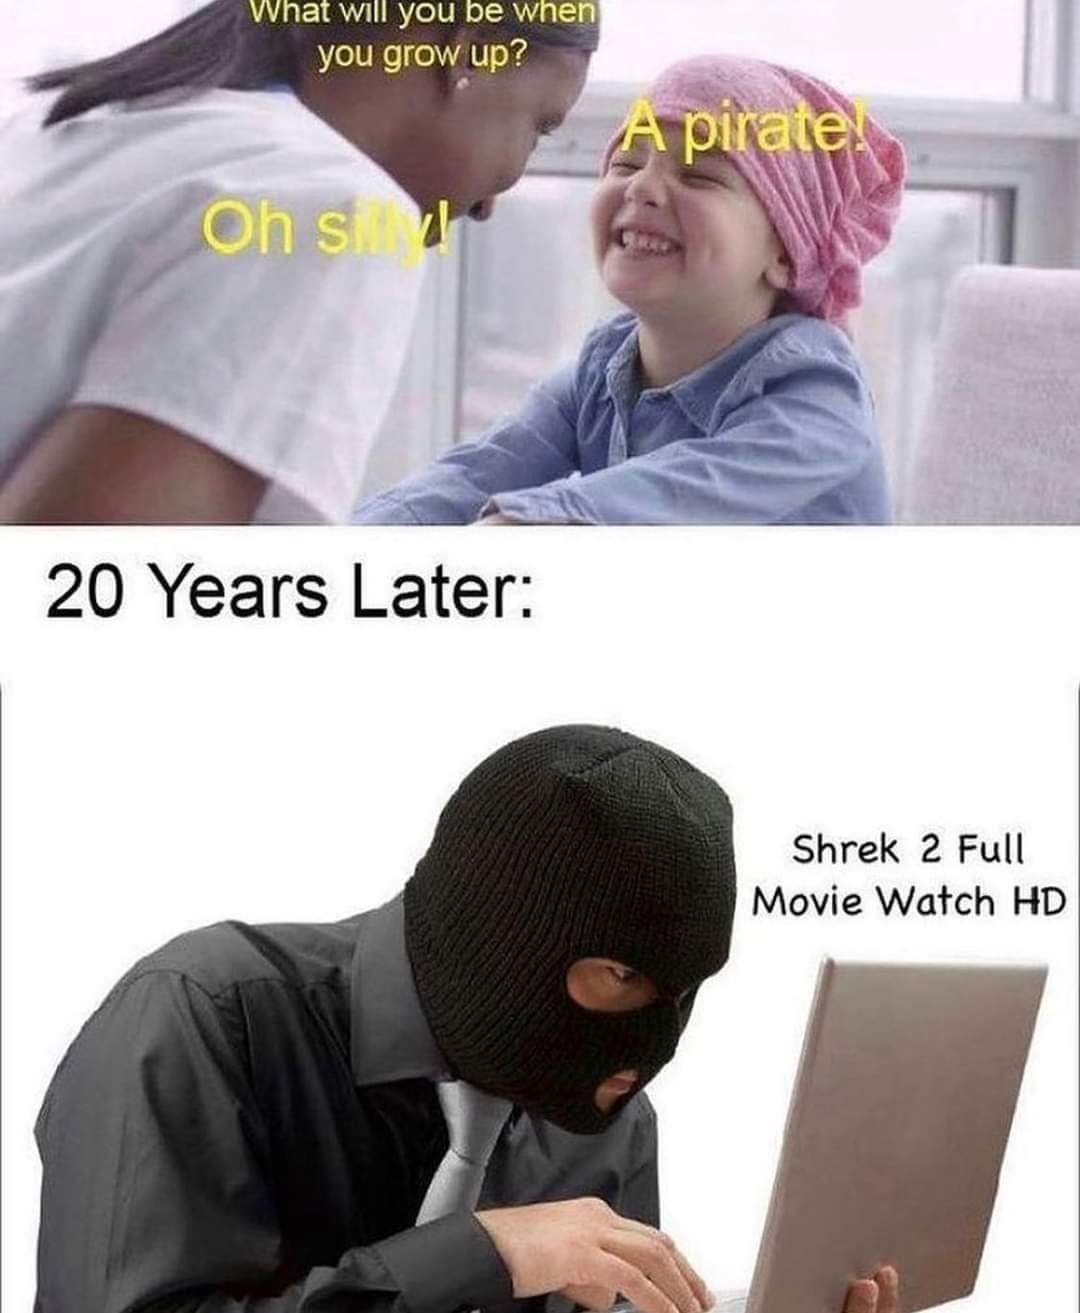 What will you be when
you grow up?
A pirate!
Oh silly!
20 Years Later:
Shrek 2 Full
Movie Watch HD